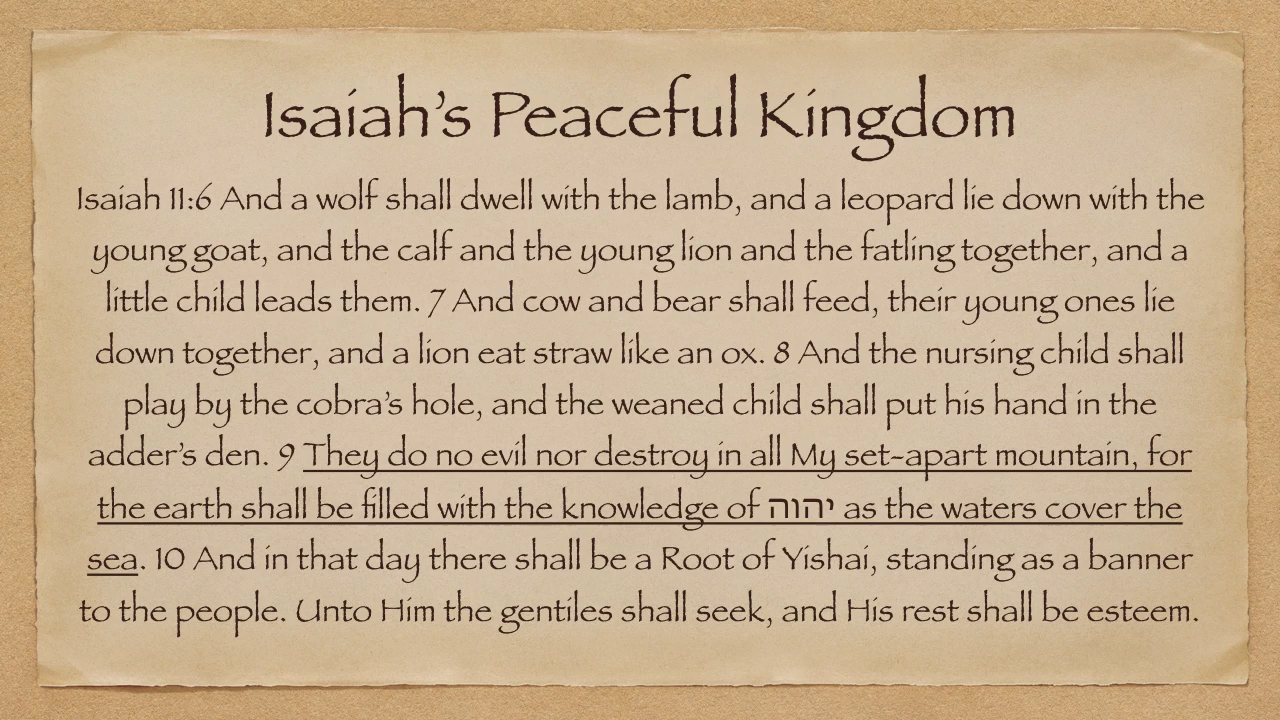 Isaiah’s Peaceful Kingdom
Isaiah 11:6 And a wolf shall dwell with the lamb, and a leopard lie down with the
young goat, and the calf and the young lion and the fatling together, and a
little child leads them. 7 And cow and bear shall feed, their young ones lie
down together, and a lion eat straw like an ox. 8 And the nursing child shall
play by the cobra’s hole, and the weaned child shall put his hand in the
adder’s den. 9 They do no evil nor destroy in all My set-apart mountain, for
the earth shall be filled with the knowledge of יהוה as the waters cover the
sea. 10 And in that day there shall be a Root of Yishai, standing as a banner
to the people. Unto Him the gentiles shall seek, and His rest shall be esteem.